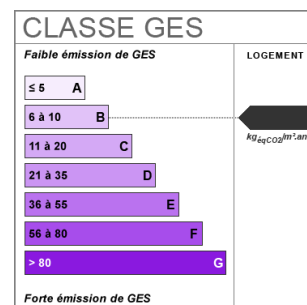 CLASSE GES
Faible émission de GES
LOGEMENT
≤ 5 A
6 à 10 B
11 à 20 C
21 à 35 D
36 à 55 E
56 à 80 F
> 80 G
kgéqCO2/m².an
Forte émission de GES